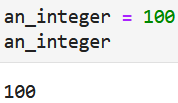 an_integer = 100
an_integer
100